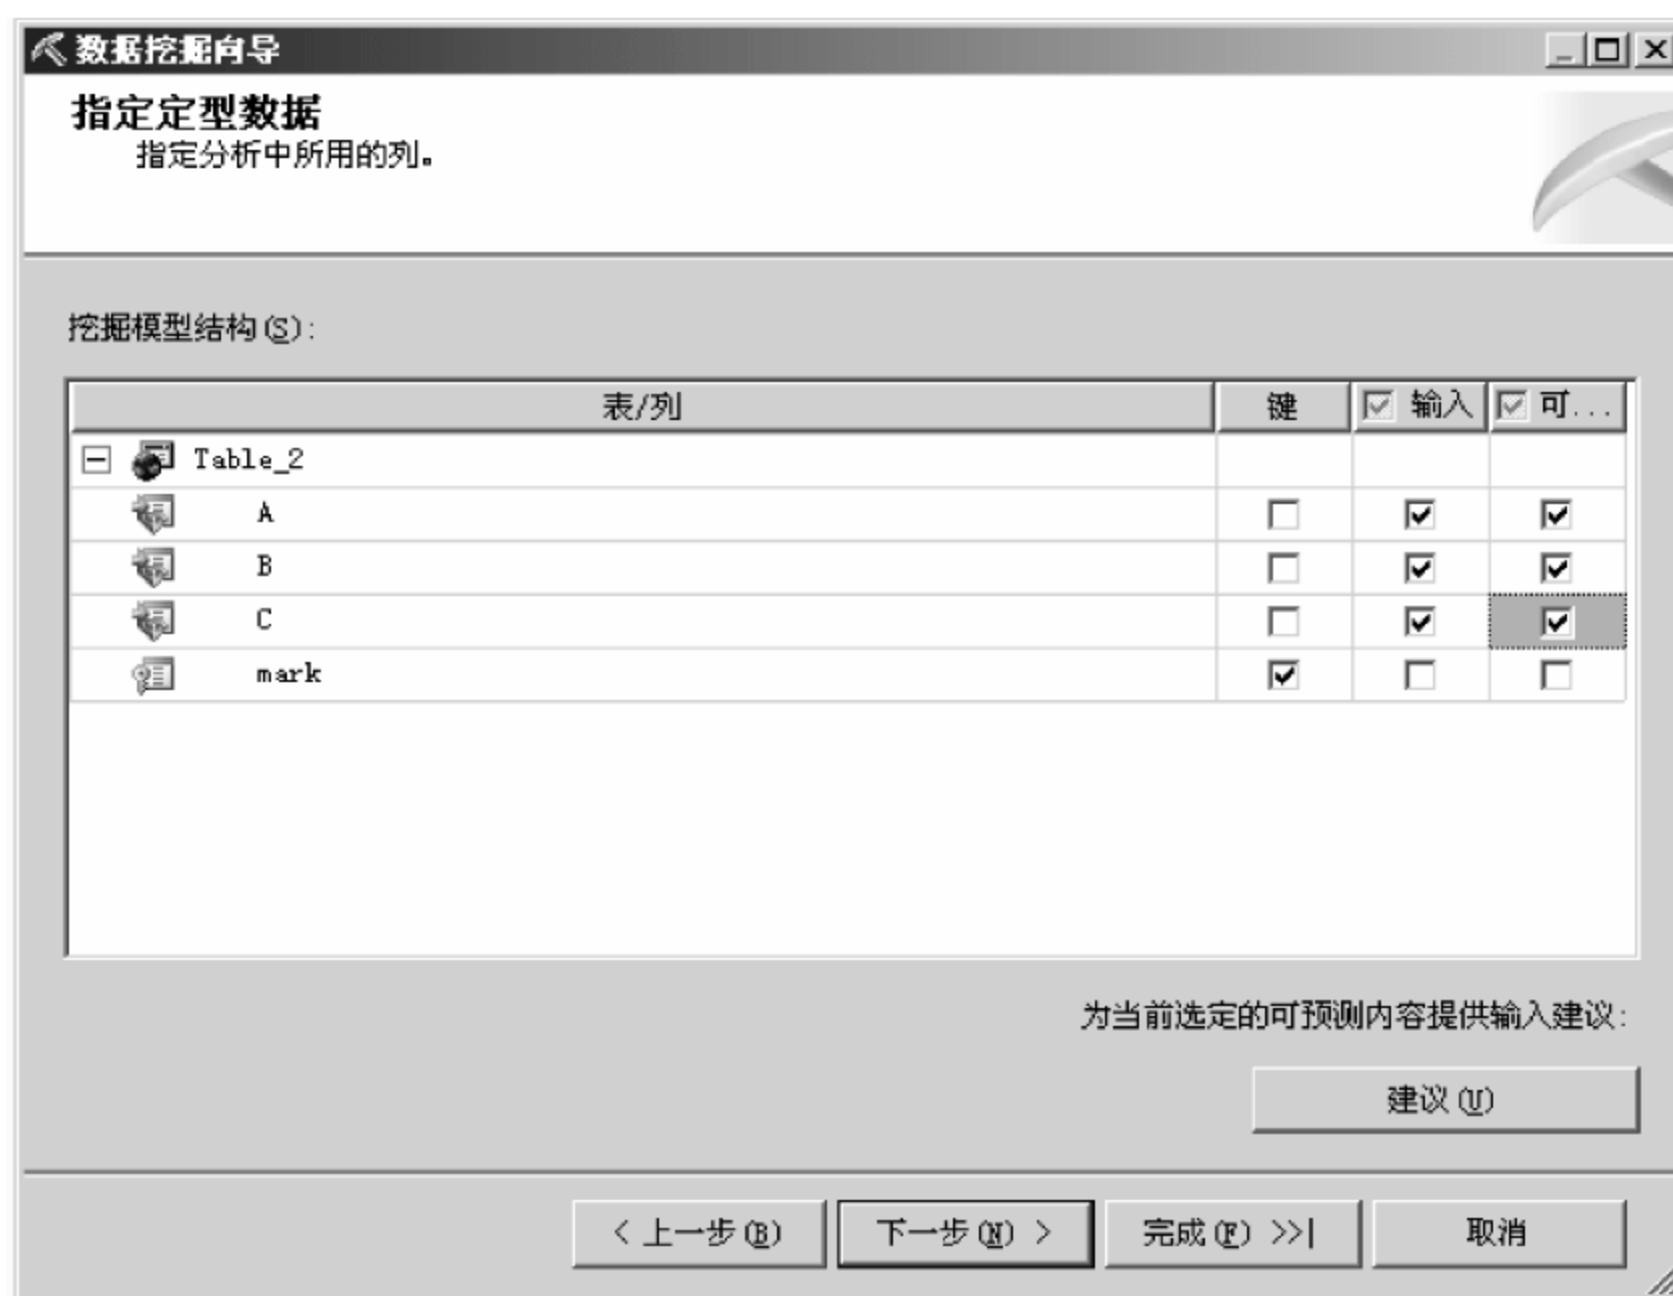 数据挖掘向导
指定定型数据
指定分析中所用的列。
挖掘模型结构(S):
表/列 键 输入 可...
Table_2
A
B
C
mark
为当前选定的可预测内容提供输入建议:
建议(U)
< 上一步(B) 下一步(N) > 完成(F) >>| 取消